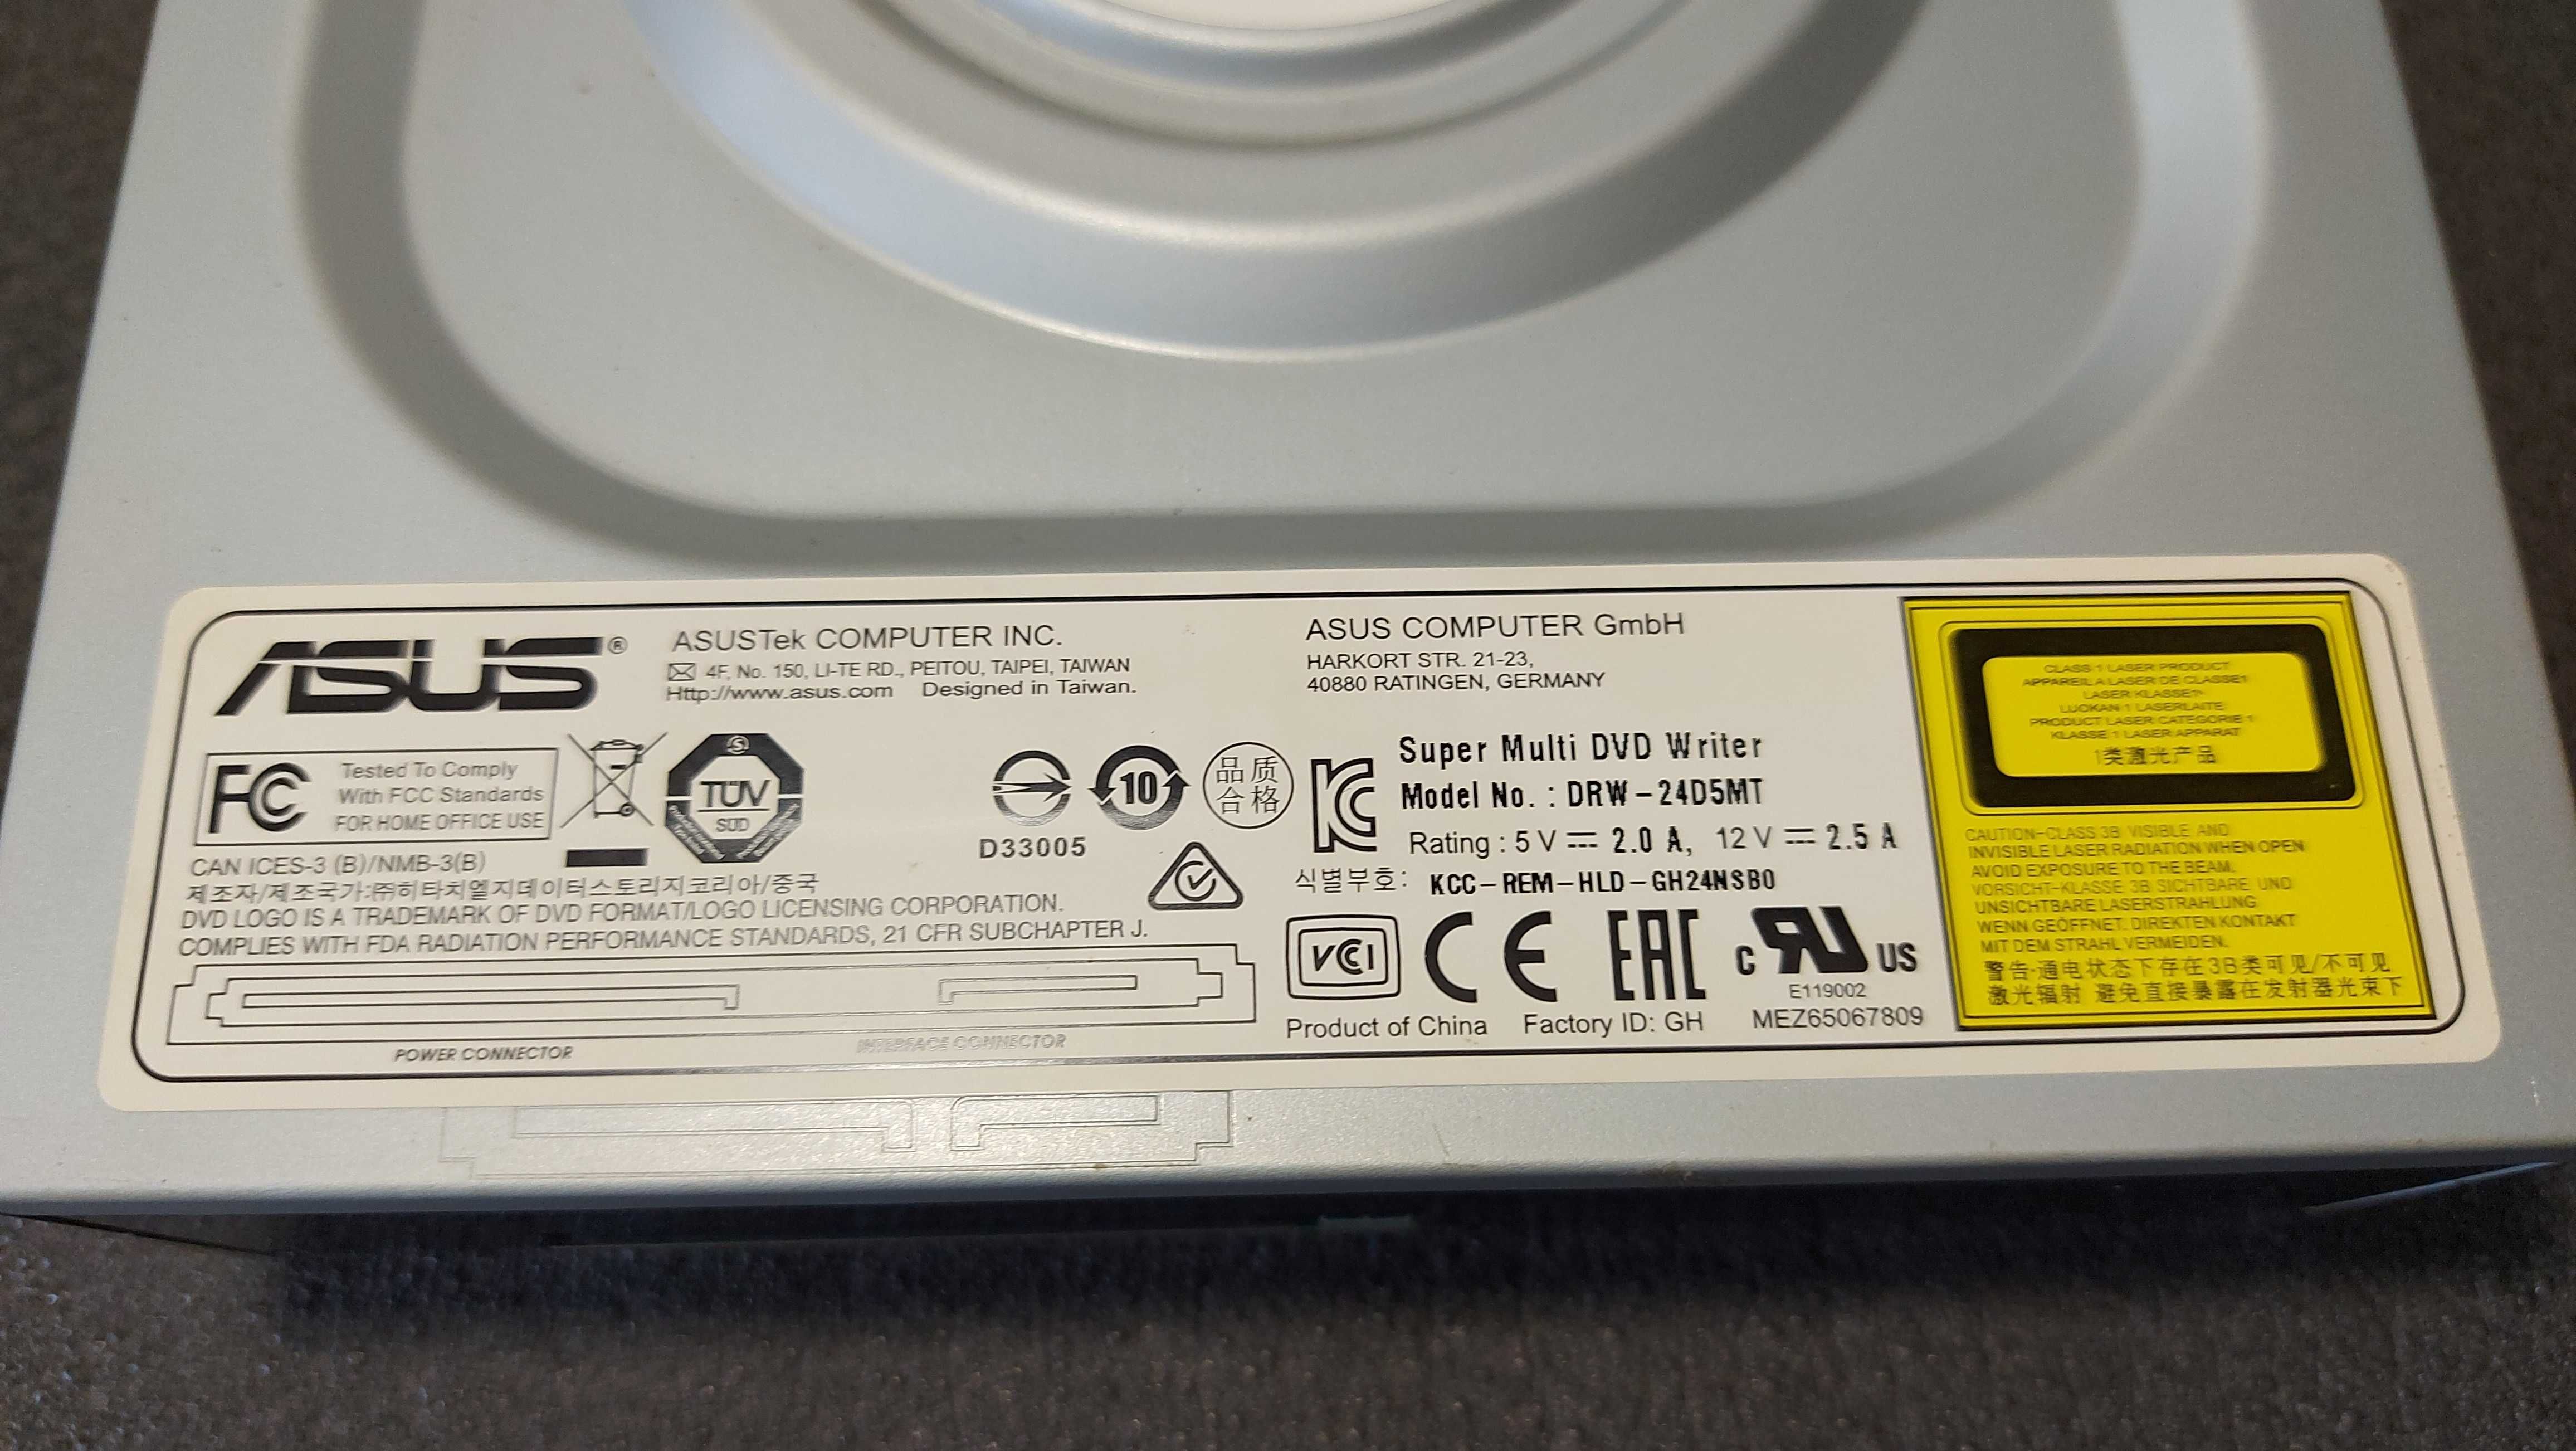 ASUS®
ASUSTek COMPUTER INC.
4F, No. 150, LI-TE RD., PEITOU, TAIPEI, TAIWAN
Http://www.asus.com Designed in Taiwan.
ASUS COMPUTER GmbH
HARKORT STR. 21-23,
40880 RATINGEN, GERMANY
FC
Tested To Comply
With FCC Standards
FOR HOME OFFICE USE
TÜV
SÜD
D33005
10
品质
合格
Super Multi DVD Writer
Model No. : DRW-24D5MT
Rating : 5 V ⎓ 2.0 A, 12 V ⎓ 2.5 A
식별부호: KCC-REM-HLD-GH24NSB0
CAN ICES-3 (B)/NMB-3(B)
제조자/제조국가:㈜히타치엘지데이터스토리지코리아/중국
DVD LOGO IS A TRADEMARK OF DVD FORMAT/LOGO LICENSING CORPORATION.
COMPLIES WITH FDA RADIATION PERFORMANCE STANDARDS, 21 CFR SUBCHAPTER J.
POWER CONNECTOR
INTERFACE CONNECTOR
VCCI
CE
EAC
c RU US
E119002
Product of China Factory ID: GH MEZ65067809
CLASS 1 LASER PRODUCT
APPAREIL A LASER DE CLASSE1
LASER KLASSE1
LUOKAN 1 LASERLAITE
PRODUCT LASER CATEGORIE 1
KLASSE 1 LASER APPARAT
1类激光产品
CAUTION-CLASS 3B VISIBLE AND
INVISIBLE LASER RADIATION WHEN OPEN
AVOID EXPOSURE TO THE BEAM.
VORSICHT-KLASSE 3B SICHTBARE UND
UNSICHTBARE LASERSTRAHLUNG
WENN GEÖFFNET. DIREKTEN KONTAKT
MIT DEM STRAHL VERMEIDEN.
警告-通电状态下存在3B类可见/不可见
激光辐射 避免直接暴露在发射器光束下